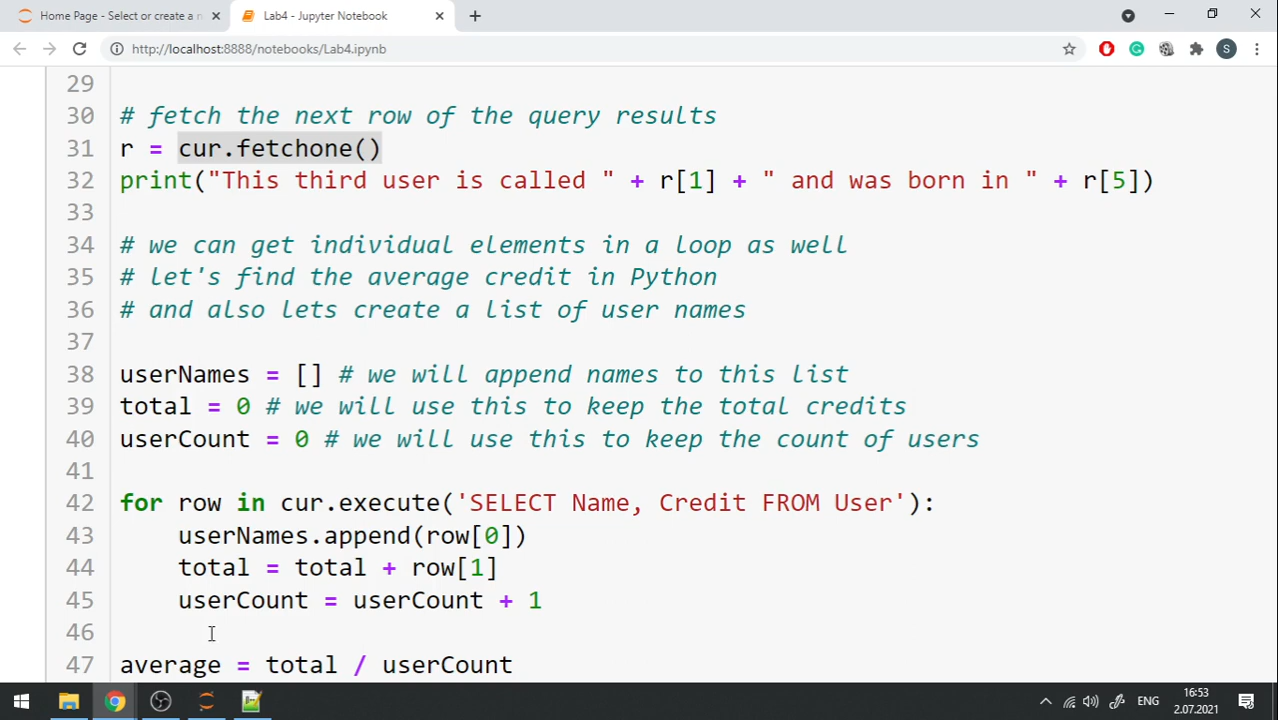 Home Page - Select or create a n
Lab4 - Jupyter Notebook
http://localhost:8888/notebooks/Lab4.ipynb
S
29
30 # fetch the next row of the query results
31 r = cur.fetchone()
32 print("This third user is called " + r[1] + " and was born in " + r[5])
33
34 # we can get individual elements in a loop as well
35 # let's find the average credit in Python
36 # and also lets create a list of user names
37
38 userNames = [] # we will append names to this list
39 total = 0 # we will use this to keep the total credits
40 userCount = 0 # we will use this to keep the count of users
41
42 for row in cur.execute('SELECT Name, Credit FROM User'):
43 userNames.append(row[0])
44 total = total + row[1]
45 userCount = userCount + 1
46
47 average = total / userCount
ENG
16:53
2.07.2021